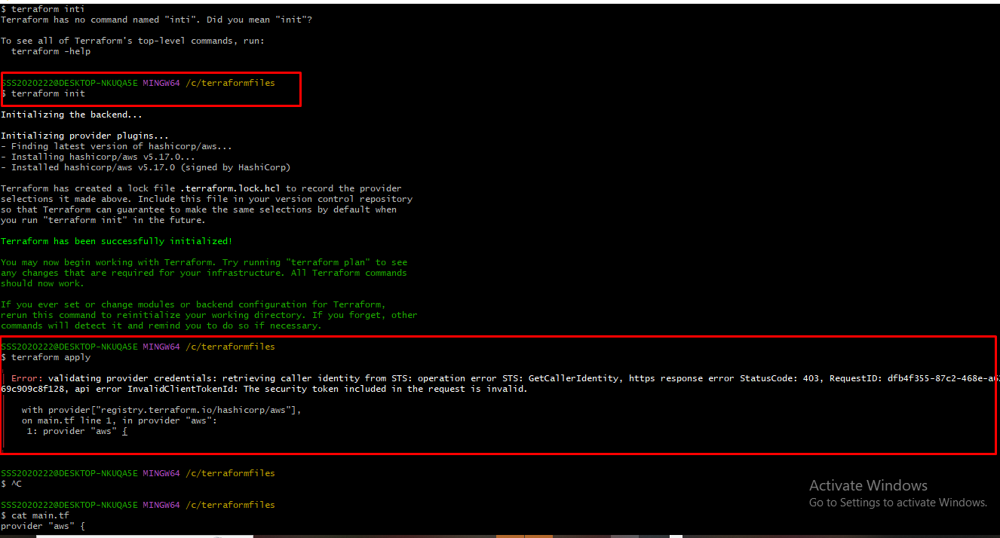 $ terraform inti
Terraform has no command named "inti". Did you mean "init"?
To see all of Terraform's top-level commands, run:
terraform -help
SSS2020222@DESKTOP-NKUQA5E MINGW64 /c/terraformfiles
$ terraform init
Initializing the backend...
Initializing provider plugins...
- Finding latest version of hashicorp/aws...
- Installing hashicorp/aws v5.17.0...
- Installed hashicorp/aws v5.17.0 (signed by HashiCorp)
Terraform has created a lock file .terraform.lock.hcl to record the provider
selections it made above. Include this file in your version control repository
so that Terraform can guarantee to make the same selections by default when
you run "terraform init" in the future.
Terraform has been successfully initialized!
You may now begin working with Terraform. Try running "terraform plan" to see
any changes that are required for your infrastructure. All Terraform commands
should now work.
If you ever set or change modules or backend configuration for Terraform,
rerun this command to reinitialize your working directory. If you forget, other
commands will detect it and remind you to do so if necessary.
SSS2020222@DESKTOP-NKUQA5E MINGW64 /c/terraformfiles
$ terraform apply
Error: validating provider credentials: retrieving caller identity from STS: operation error STS: GetCallerIdentity, https response error StatusCode: 403, RequestID: dfb4f355-87c2-468e-a6
69c909c8f128, api error InvalidClientTokenId: The security token included in the request is invalid.
with provider["registry.terraform.io/hashicorp/aws"],
on main.tf line 1, in provider "aws":
1: provider "aws" {
SSS2020222@DESKTOP-NKUQA5E MINGW64 /c/terraformfiles
$ ^C
SSS2020222@DESKTOP-NKUQA5E MINGW64 /c/terraformfiles
$ cat main.tf
provider "aws" {
Activate Windows
Go to Settings to activate Windows.